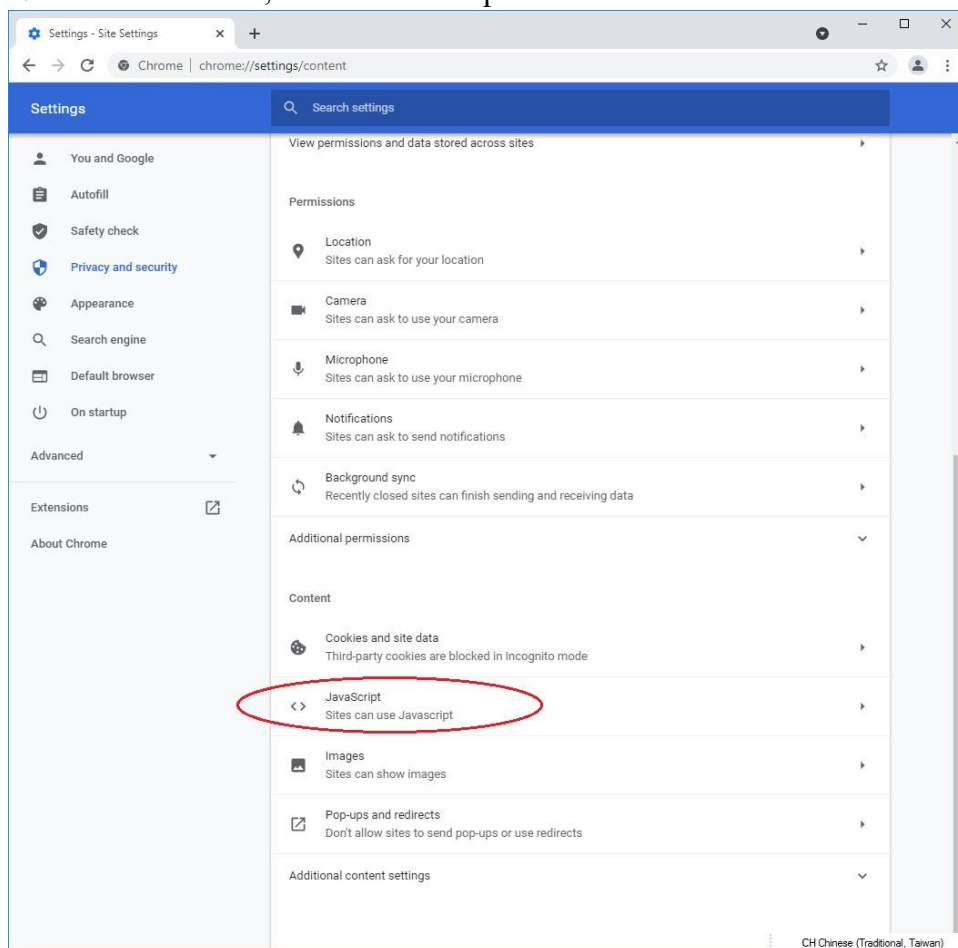 Settings - Site Settings
Chrome | chrome://settings/content
Settings
Search settings
You and Google
Autofill
Safety check
Privacy and security
Appearance
Search engine
Default browser
On startup
Advanced
Extensions
About Chrome
View permissions and data stored across sites
Permissions
Location
Sites can ask for your location
Camera
Sites can ask to use your camera
Microphone
Sites can ask to use your microphone
Notifications
Sites can ask to send notifications
Background sync
Recently closed sites can finish sending and receiving data
Additional permissions
Content
Cookies and site data
Third-party cookies are blocked in Incognito mode
JavaScript
Sites can use Javascript
Images
Sites can show images
Pop-ups and redirects
Don't allow sites to send pop-ups or use redirects
Additional content settings
CH Chinese (Traditional, Taiwan)